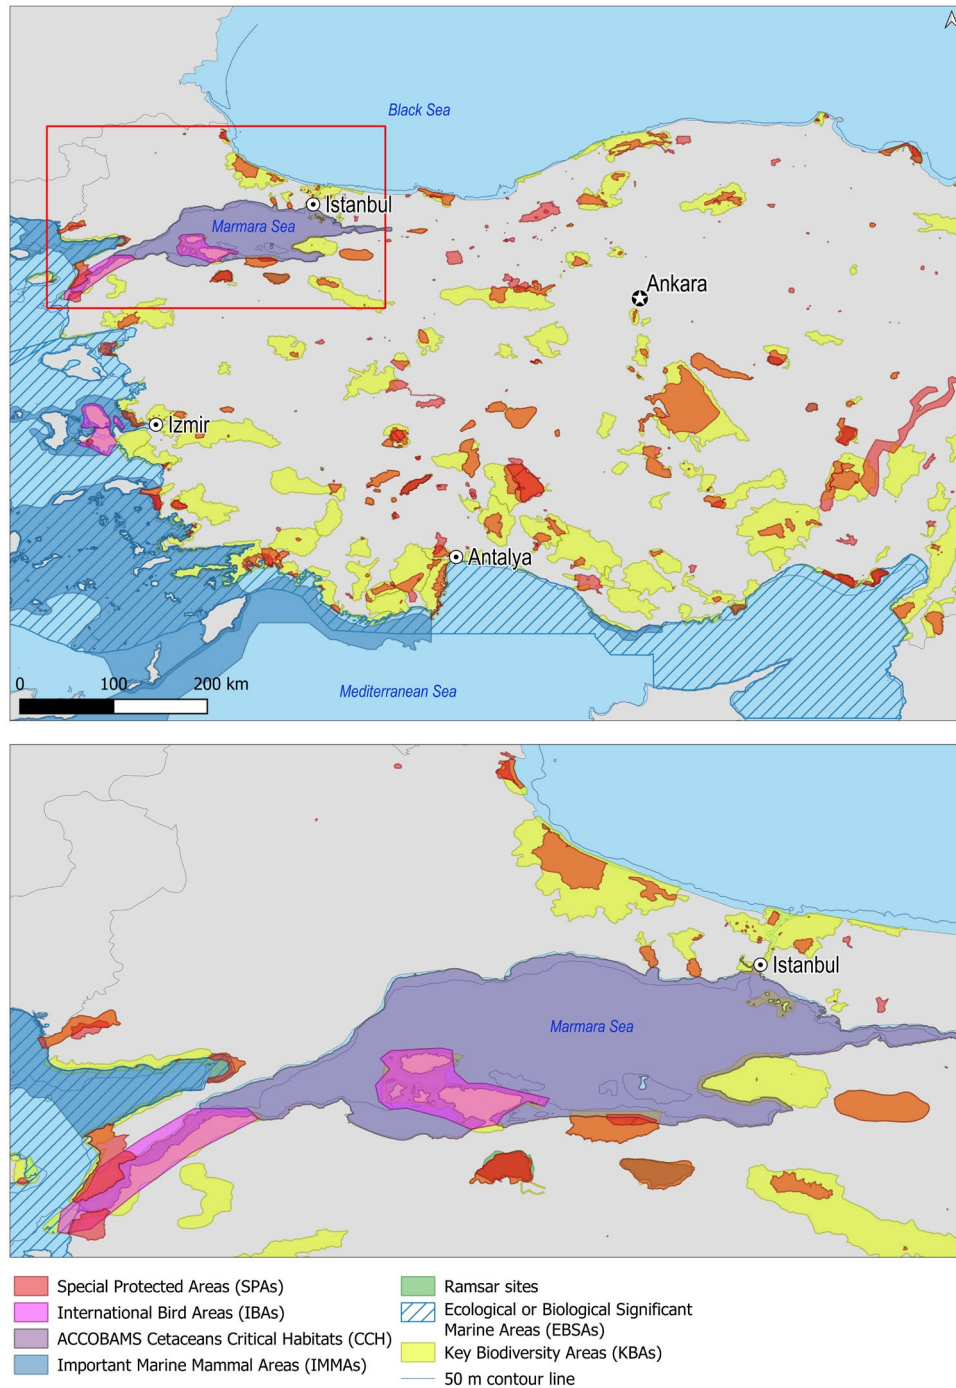 Black Sea
Istanbul
Marmara Sea
Ankara
Izmir
Antalya
0 100 200 km
Mediterranean Sea
Istanbul
Marmara Sea
Special Protected Areas (SPAs)
International Bird Areas (IBAs)
ACCOBAMS Cetaceans Critical Habitats (CCH)
Important Marine Mammal Areas (IMMAs)
Ramsar sites
Ecological or Biological Significant
Marine Areas (EBSAs)
Key Biodiversity Areas (KBAs)
50 m contour line